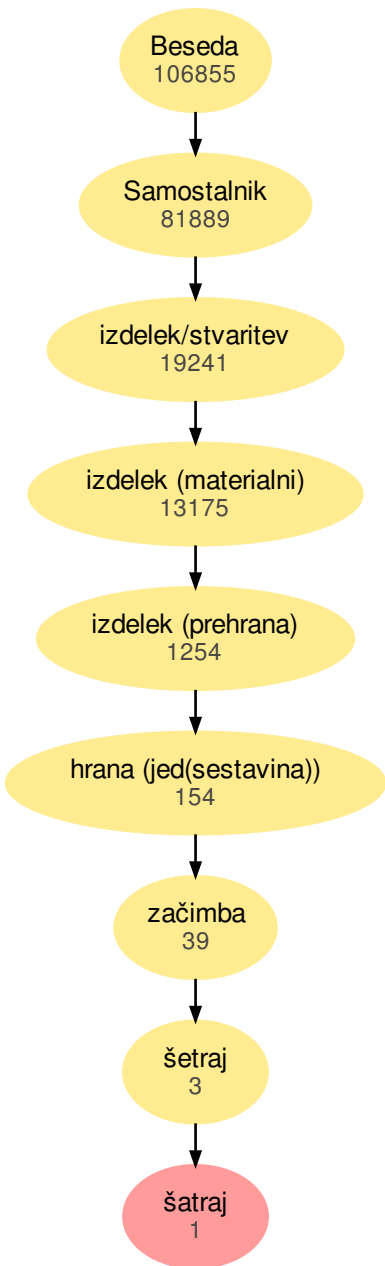 Beseda
106855
Samostalnik
81889
izdelek/stvaritev
19241
izdelek (materialni)
13175
izdelek (prehrana)
1254
hrana (jed(sestavina))
154
začimba
39
šetraj
3
šatraj
1